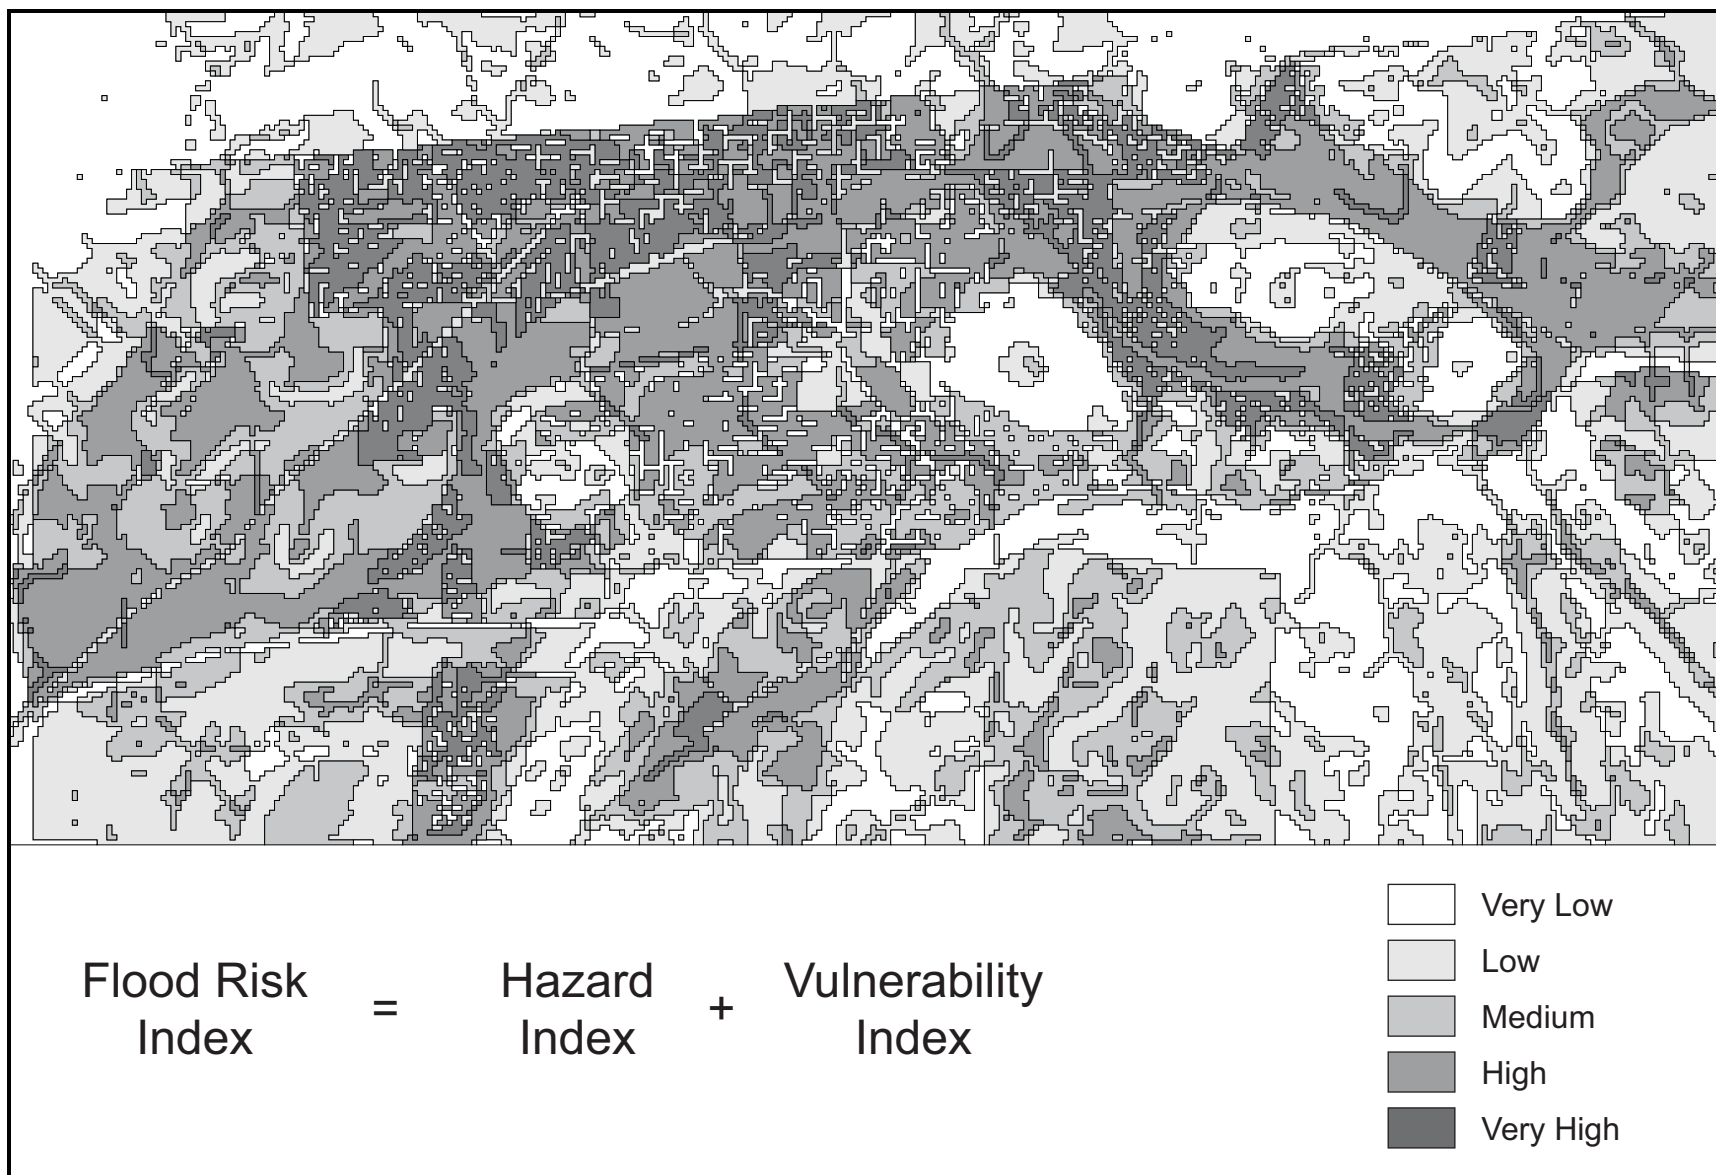 Flood Risk
Index
=
Hazard
Index
+
Vulnerability
Index
Very Low
Low
Medium
High
Very High